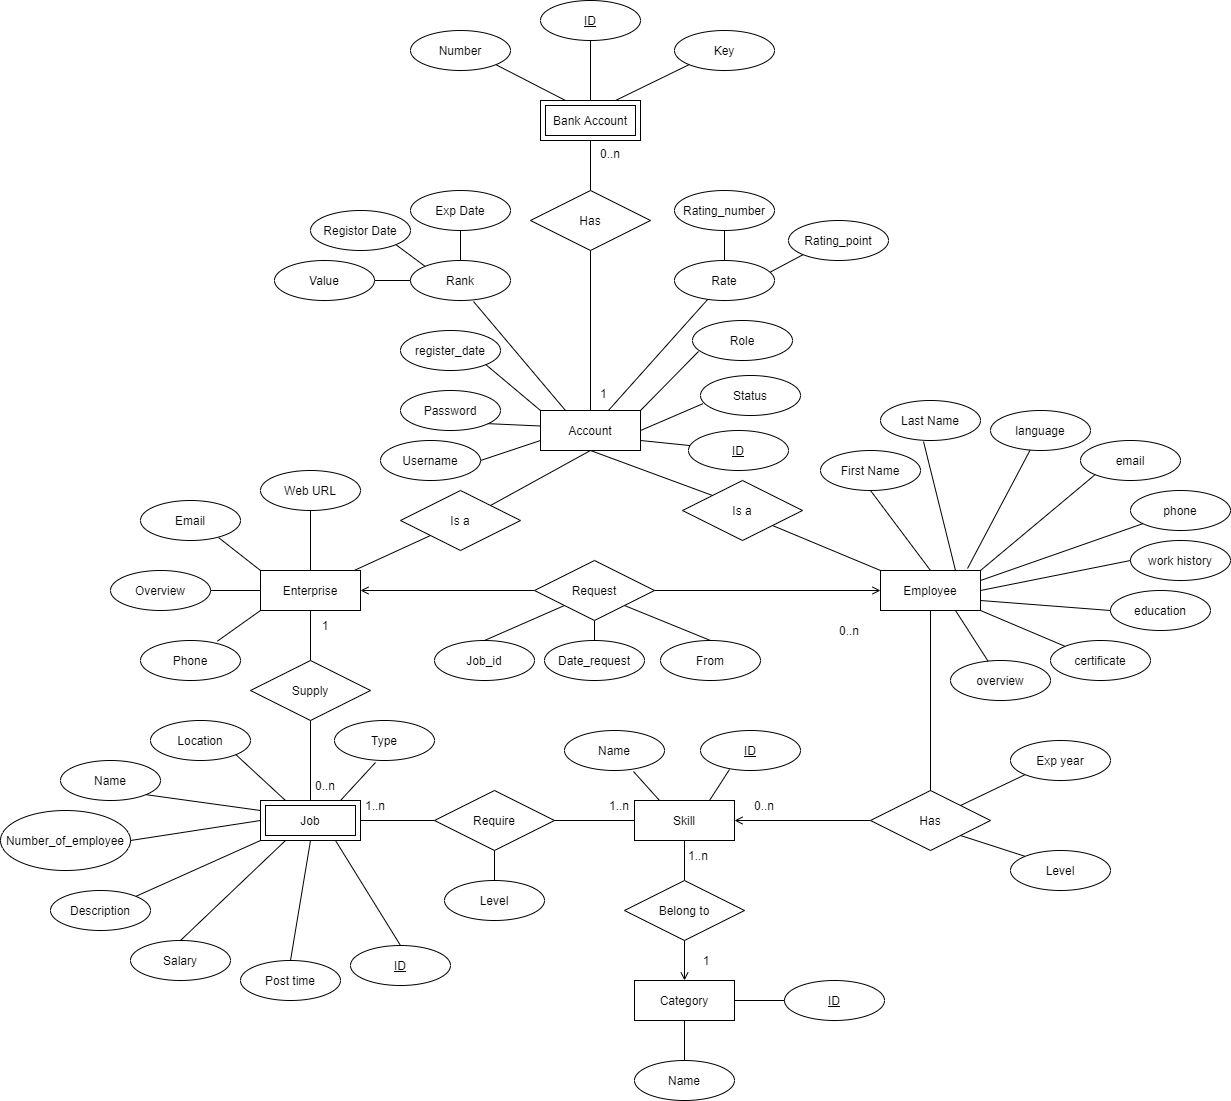 ID
Number
Key
Bank Account
0..n
Has
Exp Date
Rating_number
Registor Date
Rating_point
Value
Rank
Rate
register_date
Role
1
Password
Status
Account
Username
ID
Last Name
language
First Name
email
Web URL
Email
Is a
Is a
phone
work history
Overview
Enterprise
Request
Employee
education
1
0..n
Phone
Job_id
Date_request
From
certificate
overview
Supply
Location
Type
Name
ID
Exp year
Name
0..n
1..n
1..n
0..n
Number_of_employee
Job
Require
Skill
Has
1..n
Level
Level
Description
Belong to
Salary
ID
1
Post time
Category
ID
Name